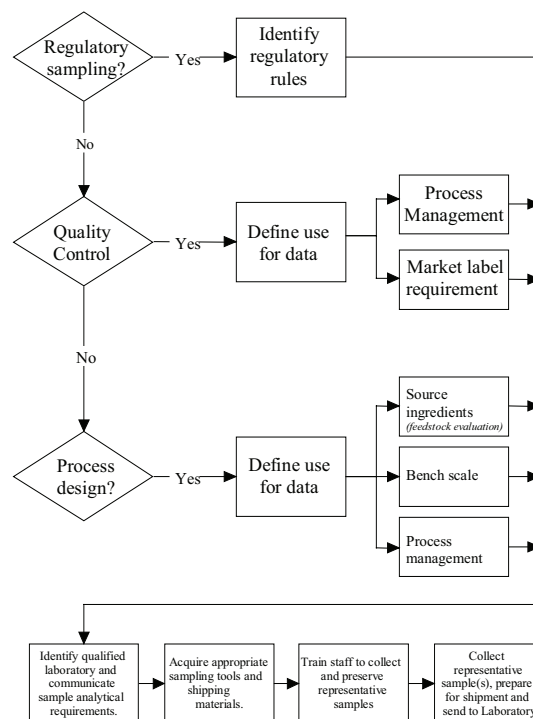 Regulatory
sampling?
Yes
Identify
regulatory
rules
No
Quality
Control
Yes
Define use
for data
Process
Management
Market label
requirement
No
Process
design?
Yes
Define use
for data
Source
ingredients
(feedstock evaluation)
Bench scale
Process
management
Identify qualified
laboratory and
communicate
sample analytical
requirements.
Acquire appropriate
sampling tools and
shipping
materials.
Train staff to collect
and preserve
representative
samples
Collect
representative
sample(s), prepare
for shipment and
send to Laboratory